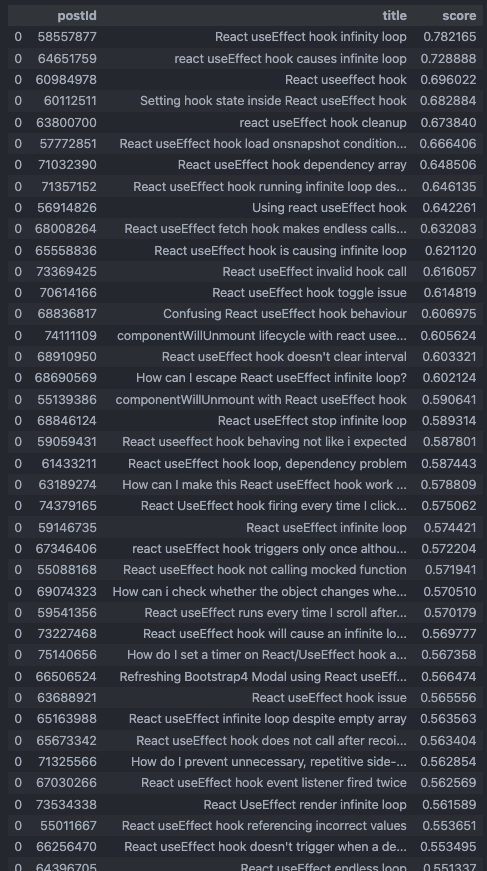 postId title score
0 58557877 React useEffect hook infinity loop 0.782165
0 64651759 react useEffect hook causes infinite loop 0.728888
0 60984978 React useeffect hook 0.696022
0 60112511 Setting hook state inside React useEffect hook 0.682884
0 63800700 react useEffect hook cleanup 0.673840
0 57772851 React useEffect hook load onsnapshot condition... 0.666406
0 71032390 React useEffect hook dependency array 0.648506
0 71357152 React useEffect hook running infinite loop des... 0.646135
0 56914826 Using react useEffect hook 0.642261
0 68008264 React useEffect fetch hook makes endless calls... 0.632083
0 65558836 React useEffect hook is causing infinite loop 0.621120
0 73369425 React useEffect invalid hook call 0.616057
0 70614166 React useEffect hook toggle issue 0.614819
0 68836817 Confusing React useEffect hook behaviour 0.606975
0 74111109 componentWillUnmount lifecycle with react usee... 0.605624
0 68910950 React useEffect hook doesn't clear interval 0.603321
0 68690569 How can I escape React useEffect infinite loop? 0.602124
0 55139386 componentWillUnmount with React useEffect hook 0.590641
0 68846124 React useEffect stop infinite loop 0.589314
0 59059431 React useeffect hook behaving not like i expected 0.587801
0 61433211 React useEffect hook loop, dependency problem 0.587443
0 63189274 How can I make this React useEffect hook work ... 0.578809
0 74379165 React UseEffect hook firing every time I click... 0.575062
0 59146735 React useEffect infinite loop 0.574421
0 67346406 react useEffect hook triggers only once althou... 0.572204
0 55088168 React useEffect hook not calling mocked function 0.571941
0 69074323 How can i check whether the object changes whe... 0.570510
0 59541356 React useEffect runs every time I scroll after... 0.570179
0 73227468 React useEffect hook will cause an infinite lo... 0.569777
0 75140656 How do I set a timer on React/UseEffect hook a... 0.567358
0 66506524 Refreshing Bootstrap4 Modal using React useEff... 0.566474
0 63688921 React useEffect hook issue 0.565556
0 65163988 React useEffect infinite loop despite empty array 0.563563
0 65673342 React useEffect hook does not call after recoi... 0.563404
0 71325566 How do I prevent unnecessary, repetitive side-... 0.562854
0 67030266 React useEffect hook event listener fired twice 0.562569
0 73534338 React UseEffect render infinite loop 0.561589
0 55011667 React useEffect hook referencing incorrect values 0.553651
0 66256470 React useEffect hook doesn't trigger when a de... 0.553495
0 64396705 React useEffect endless loop 0.551337